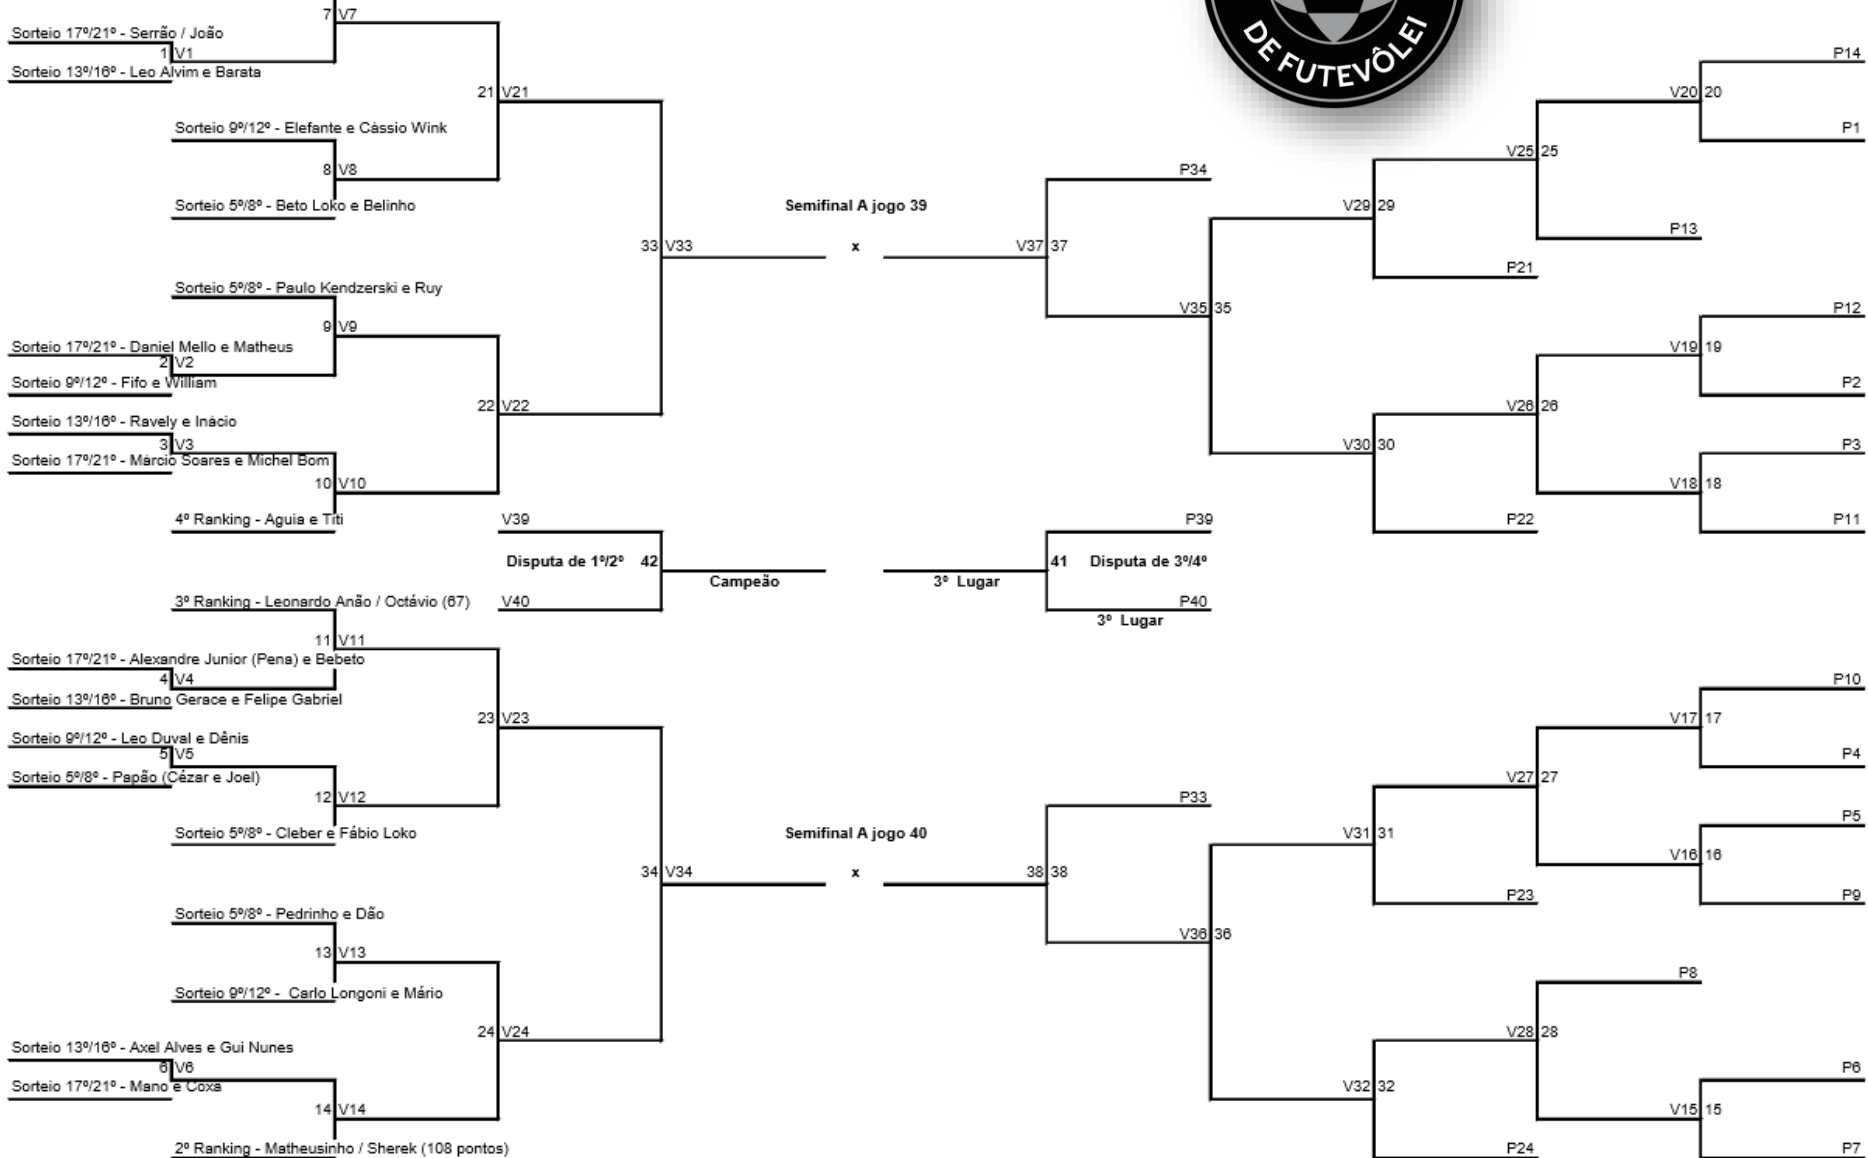 DE FUTEVÔLEI
7 V7
Sorteio 17º/21º - Serrão / João
1 V1
Sorteio 13º/16º - Leo Alvim e Barata
21 V21
Sorteio 9º/12º - Elefante e Cássio Wink
8 V8
Sorteio 5º/8º - Beto Loko e Belinho
33 V33
Sorteio 5º/8º - Paulo Kendzerski e Ruy
9 V9
Sorteio 17º/21º - Daniel Mello e Matheus
2 V2
Sorteio 9º/12º - Fifo e William
22 V22
Sorteio 13º/16º - Ravely e Inácio
3 V3
Sorteio 17º/21º - Márcio Soares e Michel Bom
10 V10
4º Ranking - Aguia e Titi
Semifinal A jogo 39
x
P34
V37 37
V35 35
P14
V20 20
P1
V25 25
P13
V29 29
P21
P12
V19 19
P2
V26 26
V30 30
P3
V18 18
P11
P22
V39
Disputa de 1º/2º 42
Campeão
V40
P39
41 Disputa de 3º/4º
3º Lugar
P40
3º Lugar
3º Ranking - Leonardo Anão / Octávio (67)
11 V11
Sorteio 17º/21º - Alexandre Junior (Pena) e Bebeto
4 V4
Sorteio 13º/16º - Bruno Gerace e Felipe Gabriel
23 V23
Sorteio 9º/12º - Leo Duval e Dênis
5 V5
Sorteio 5º/8º - Papão (Cézar e Joel)
12 V12
Sorteio 5º/8º - Cleber e Fábio Loko
34 V34
Sorteio 5º/8º - Pedrinho e Dão
13 V13
Sorteio 9º/12º - Carlo Longoni e Mário
24 V24
Sorteio 13º/16º - Axel Alves e Gui Nunes
6 V6
Sorteio 17º/21º - Mano e Coxa
14 V14
2º Ranking - Matheusinho / Sherek (108 pontos)
Semifinal A jogo 40
x
P33
38 38
V36 36
P10
V17 17
P4
V27 27
P5
V31 31
V16 16
P23
P9
P8
V28 28
P6
V32 32
V15 15
P24
P7